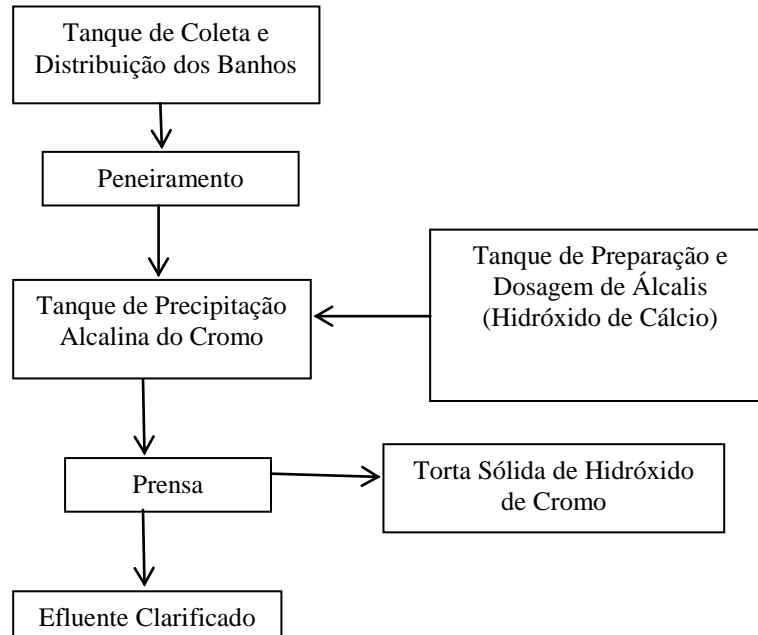 Tanque de Coleta e
Distribuição dos Banhos
Peneiramento
Tanque de Preparação e
Dosagem de Álcalis
(Hidróxido de Cálcio)
Tanque de Precipitação
Alcalina do Cromo
Prensa
Torta Sólida de Hidróxido
de Cromo
Efluente Clarificado